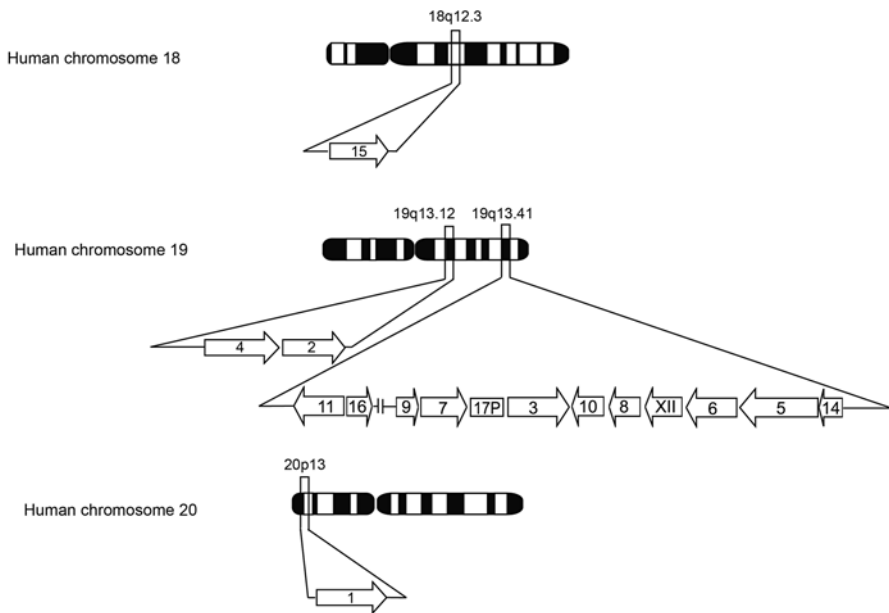 18q12.3
Human chromosome 18
15
19q13.12 19q13.41
Human chromosome 19
4 2
11 16 9 7 17P 3 10 8 XII 6 5 14
20p13
Human chromosome 20
1